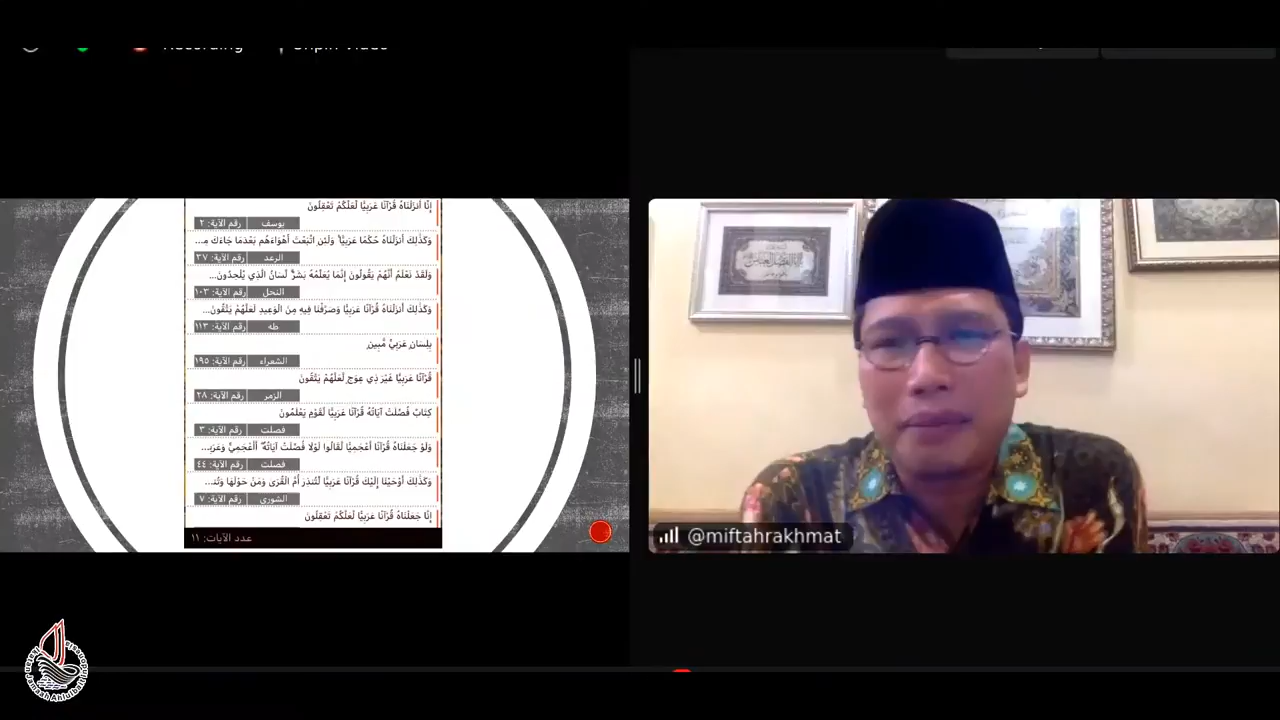 Recording
Unpin Video
إِنَّا أَنزَلْنَاهُ قُرْآنًا عَرَبِيًّا لَّعَلَّكُمْ تَعْقِلُونَ
يوسف رقم الآية: ٢
وَكَذَٰلِكَ أَنزَلْنَاهُ حُكْمًا عَرَبِيًّا ۚ وَلَئِنِ اتَّبَعْتَ أَهْوَاءَهُم بَعْدَمَا جَاءَكَ مِ...
الرعد رقم الآية: ٣٧
وَلَقَدْ نَعْلَمُ أَنَّهُمْ يَقُولُونَ إِنَّمَا يُعَلِّمُهُ بَشَرٌ ۗ لِّسَانُ الَّذِي يُلْحِدُونَ...
النحل رقم الآية: ١٠٣
وَكَذَٰلِكَ أَنزَلْنَاهُ قُرْآنًا عَرَبِيًّا وَصَرَّفْنَا فِيهِ مِنَ الْوَعِيدِ لَعَلَّهُمْ يَتَّقُونَ...
طه رقم الآية: ١١٣
بِلِسَانٍ عَرَبِيٍّ مُّبِينٍ
الشعراء رقم الآية: ١٩٥
قُرْآنًا عَرَبِيًّا غَيْرَ ذِي عِوَجٍ لَّعَلَّهُمْ يَتَّقُونَ
الزمر رقم الآية: ٢٨
كِتَابٌ فُصِّلَتْ آيَاتُهُ قُرْآنًا عَرَبِيًّا لِّقَوْمٍ يَعْلَمُونَ
فصلت رقم الآية: ٣
وَلَوْ جَعَلْنَاهُ قُرْآنًا أَعْجَمِيًّا لَّقَالُوا لَوْلَا فُصِّلَتْ آيَاتُهُ ۖ أَأَعْجَمِيٌّ وَعَرَبِ...
فصلت رقم الآية: ٤٤
وَكَذَٰلِكَ أَوْحَيْنَا إِلَيْكَ قُرْآنًا عَرَبِيًّا لِّتُنذِرَ أُمَّ الْقُرَىٰ وَمَنْ حَوْلَهَا وَتُنذِ...
الشورى رقم الآية: ٧
إِنَّا جَعَلْنَاهُ قُرْآنًا عَرَبِيًّا لَّعَلَّكُمْ تَعْقِلُونَ
عدد الآيات: ١١
@miftahrakhmat